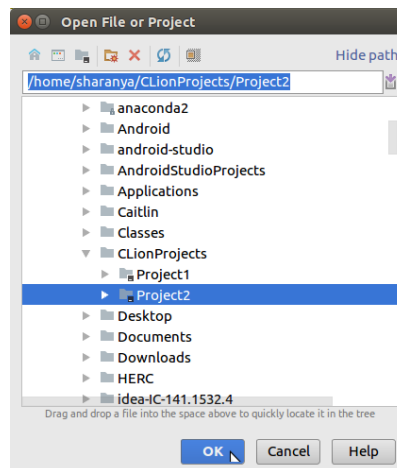 Open File or Project
Hide path
/home/sharanya/CLionProjects/Project2
anaconda2
Android
android-studio
AndroidStudioProjects
Applications
Caitlin
Classes
CLionProjects
Project1
Project2
Desktop
Documents
Downloads
HERC
idea-IC-141.1532.4
Drag and drop a file into the space above to quickly locate it in the tree
OK Cancel Help